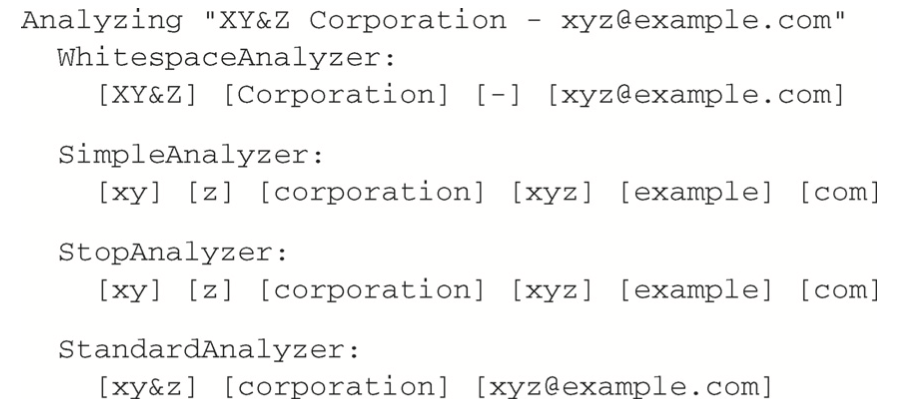 Analyzing "XY&Z Corporation - xyz@example.com"
WhitespaceAnalyzer:
[XY&Z] [Corporation] [-] [xyz@example.com]
SimpleAnalyzer:
[xy] [z] [corporation] [xyz] [example] [com]
StopAnalyzer:
[xy] [z] [corporation] [xyz] [example] [com]
StandardAnalyzer:
[xy&z] [corporation] [xyz@example.com]